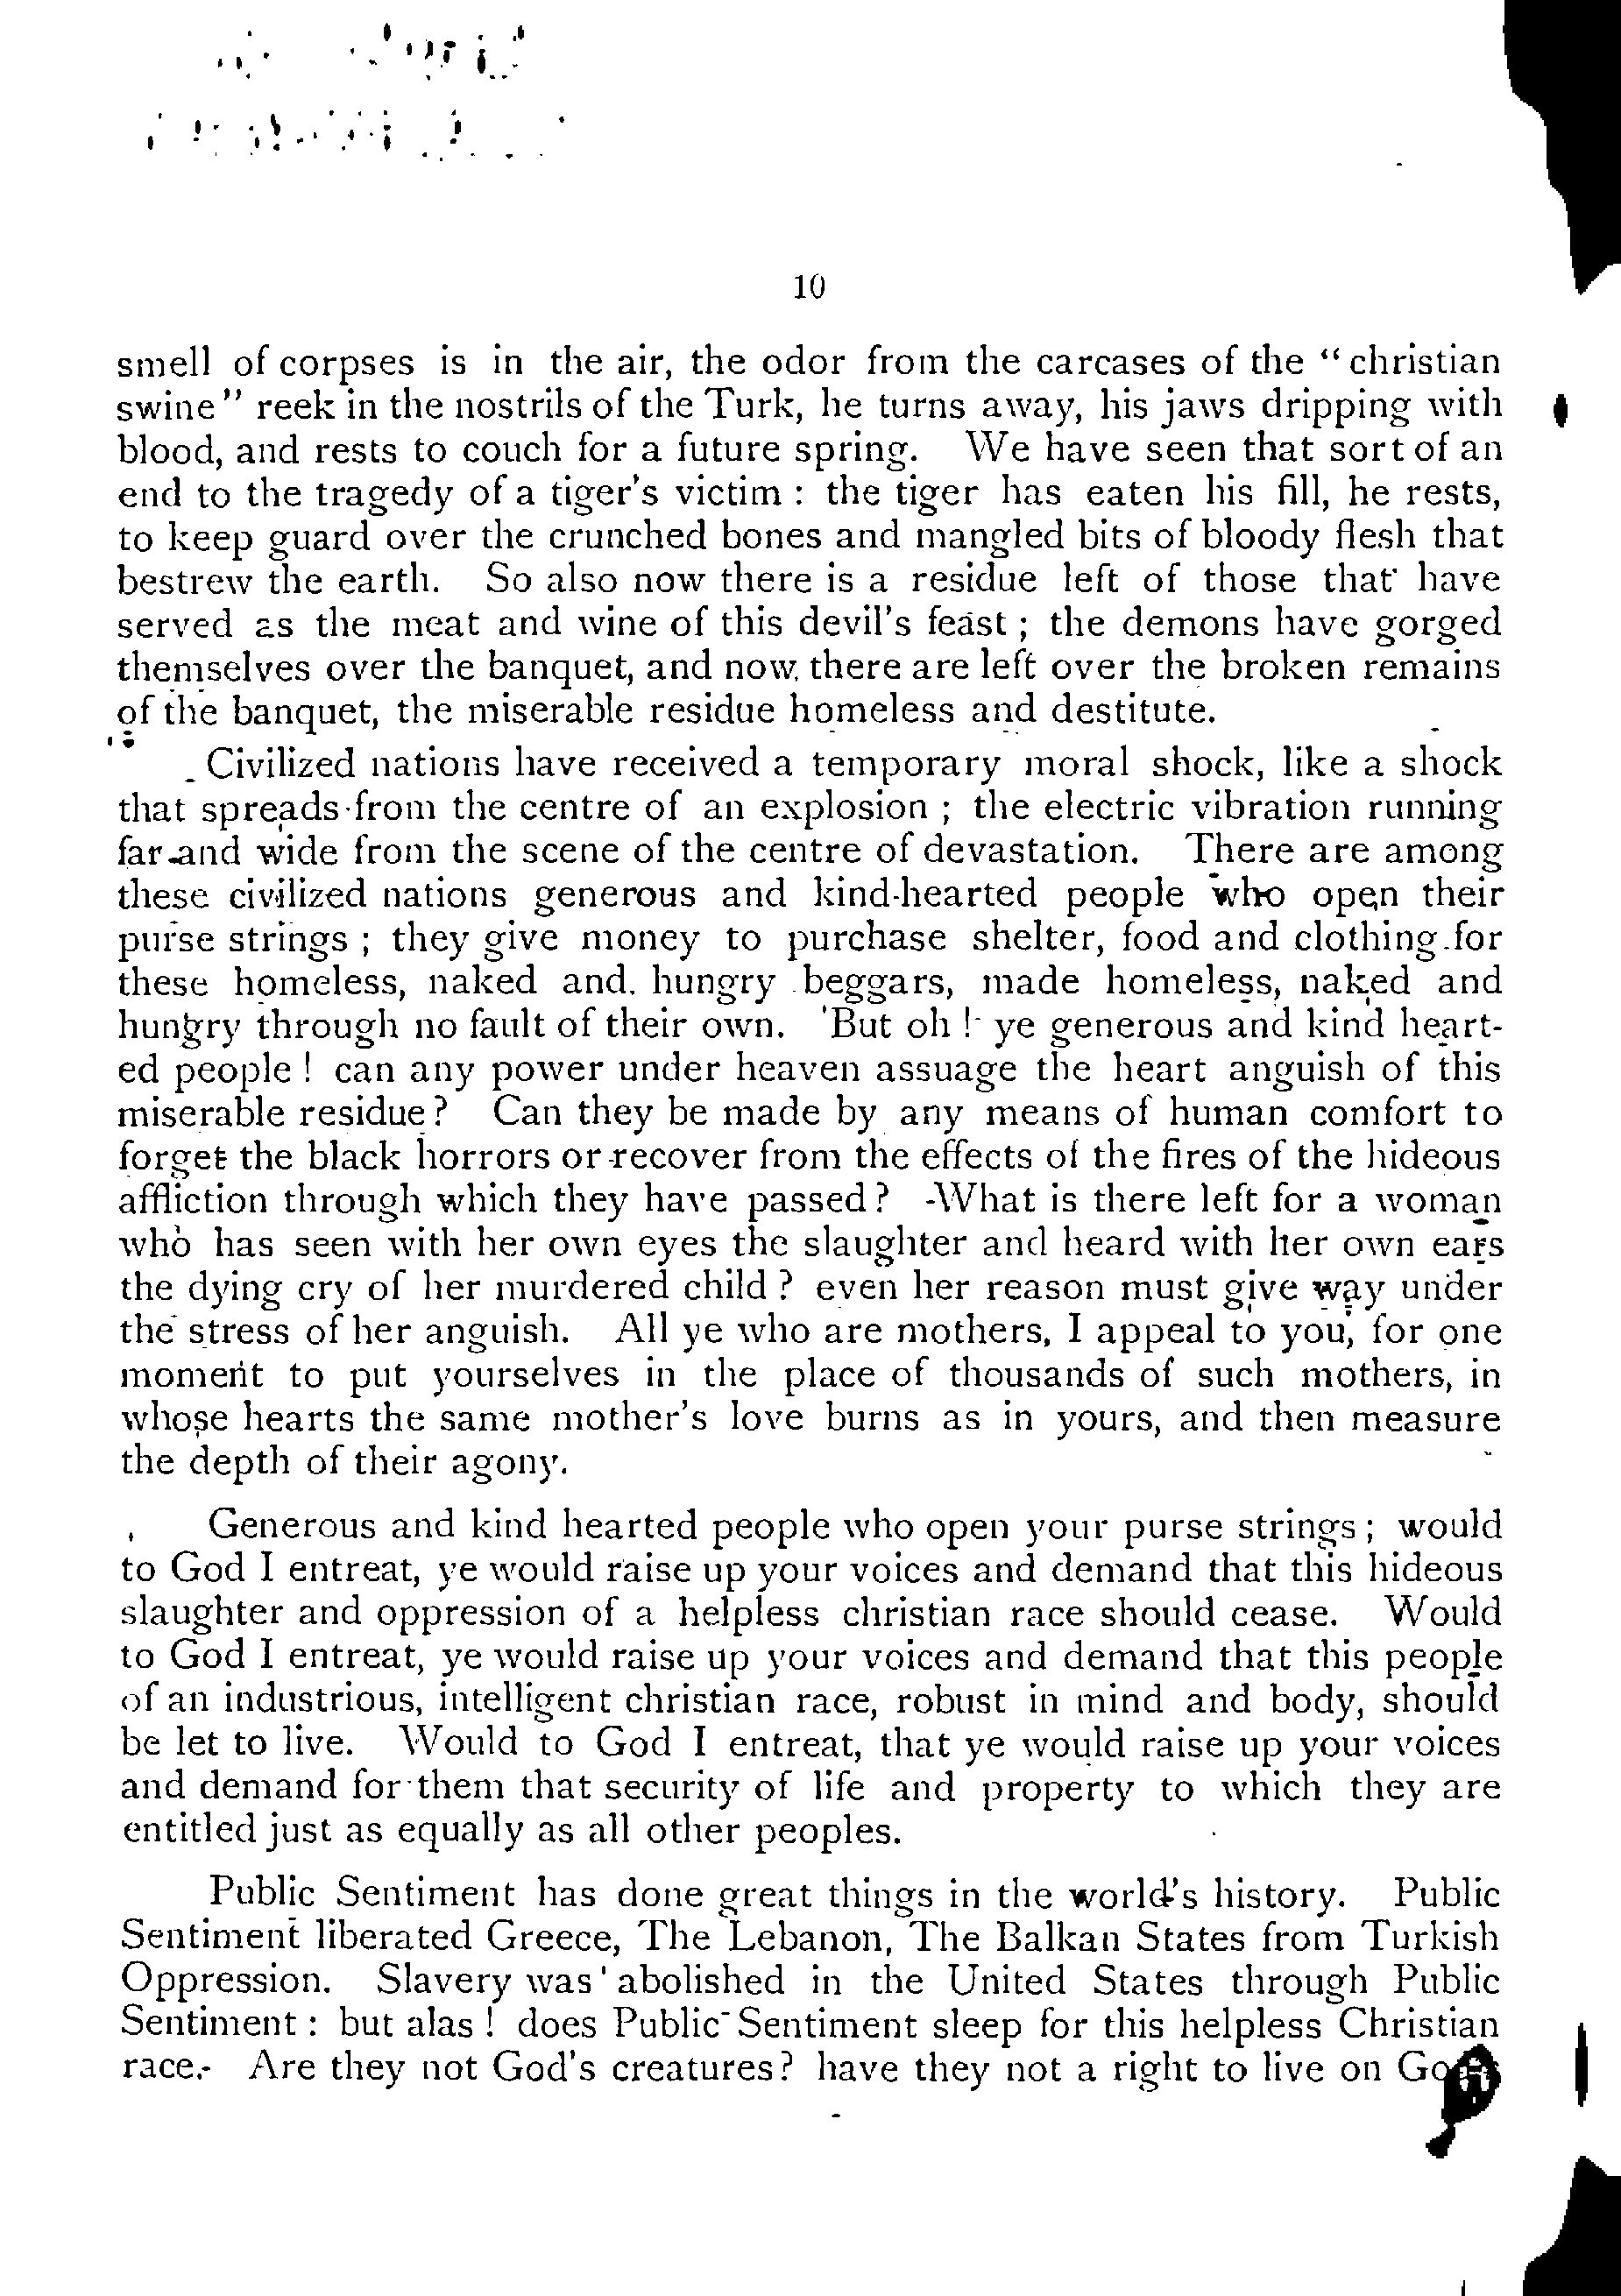 10
smell of corpses is in the air, the odor from the carcases of the “christian
swine” reek in the nostrils of the Turk, he turns away, his jaws dripping with
blood, and rests to couch for a future spring. We have seen that sort of an
end to the tragedy of a tiger's victim : the tiger has eaten his fill, he rests,
to keep guard over the crunched bones and mangled bits of bloody flesh that
bestrew the earth. So also now there is a residue left of those that have
served as the meat and wine of this devil's feast ; the demons have gorged
themselves over the banquet, and now there are left over the broken remains
of the banquet, the miserable residue homeless and destitute.
Civilized nations have received a temporary moral shock, like a shock
that spreads from the centre of an explosion ; the electric vibration running
far and wide from the scene of the centre of devastation. There are among
these civilized nations generous and kind-hearted people who open their
purse strings ; they give money to purchase shelter, food and clothing for
these homeless, naked and hungry beggars, made homeless, naked and
hungry through no fault of their own. But oh ! ye generous and kind heart-
ed people ! can any power under heaven assuage the heart anguish of this
miserable residue ? Can they be made by any means of human comfort to
forget the black horrors or recover from the effects of the fires of the hideous
affliction through which they have passed ? What is there left for a woman
who has seen with her own eyes the slaughter and heard with her own ears
the dying cry of her murdered child ? even her reason must give way under
the stress of her anguish. All ye who are mothers, I appeal to you, for one
moment to put yourselves in the place of thousands of such mothers, in
whose hearts the same mother's love burns as in yours, and then measure
the depth of their agony.
Generous and kind hearted people who open your purse strings ; would
to God I entreat, ye would raise up your voices and demand that this hideous
slaughter and oppression of a helpless christian race should cease. Would
to God I entreat, ye would raise up your voices and demand that this people
of an industrious, intelligent christian race, robust in mind and body, should
be let to live. Would to God I entreat, that ye would raise up your voices
and demand for them that security of life and property to which they are
entitled just as equally as all other peoples.
Public Sentiment has done great things in the world's history. Public
Sentiment liberated Greece, The Lebanon, The Balkan States from Turkish
Oppression. Slavery was abolished in the United States through Public
Sentiment : but alas ! does Public Sentiment sleep for this helpless Christian
race. Are they not God's creatures? have they not a right to live on